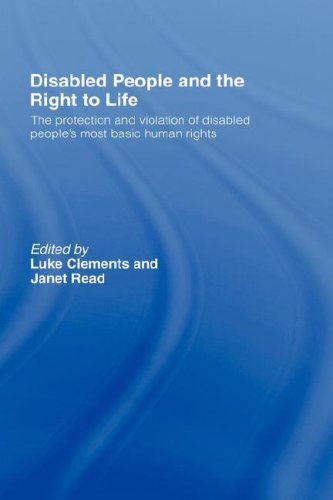 Disabled People and the
Right to Life
The protection and violation of disabled
people's most basic human rights
Edited by
Luke Clements and
Janet Read